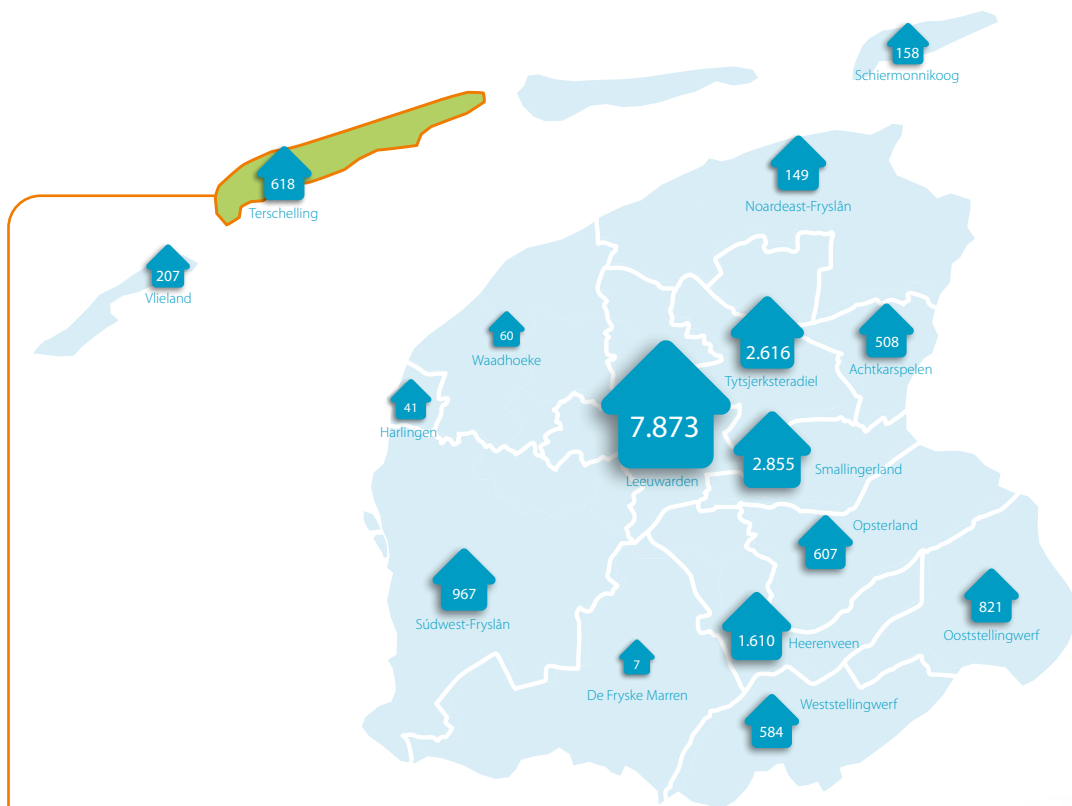 158
Schiermonnikoog
149
Noardeast-Fryslân
618
Terschelling
207
Vlieland
60
Waadhoeke
2.616
Tytsjerksteradiel
508
Achtkarspelen
41
Harlingen
7.873
Leeuwarden
2.855
Smallingerland
Opsterland
607
967
Súdwest-Fryslân
821
Ooststellingwerf
1.610
Heerenveen
7
De Fryske Marren
Weststellingwerf
584